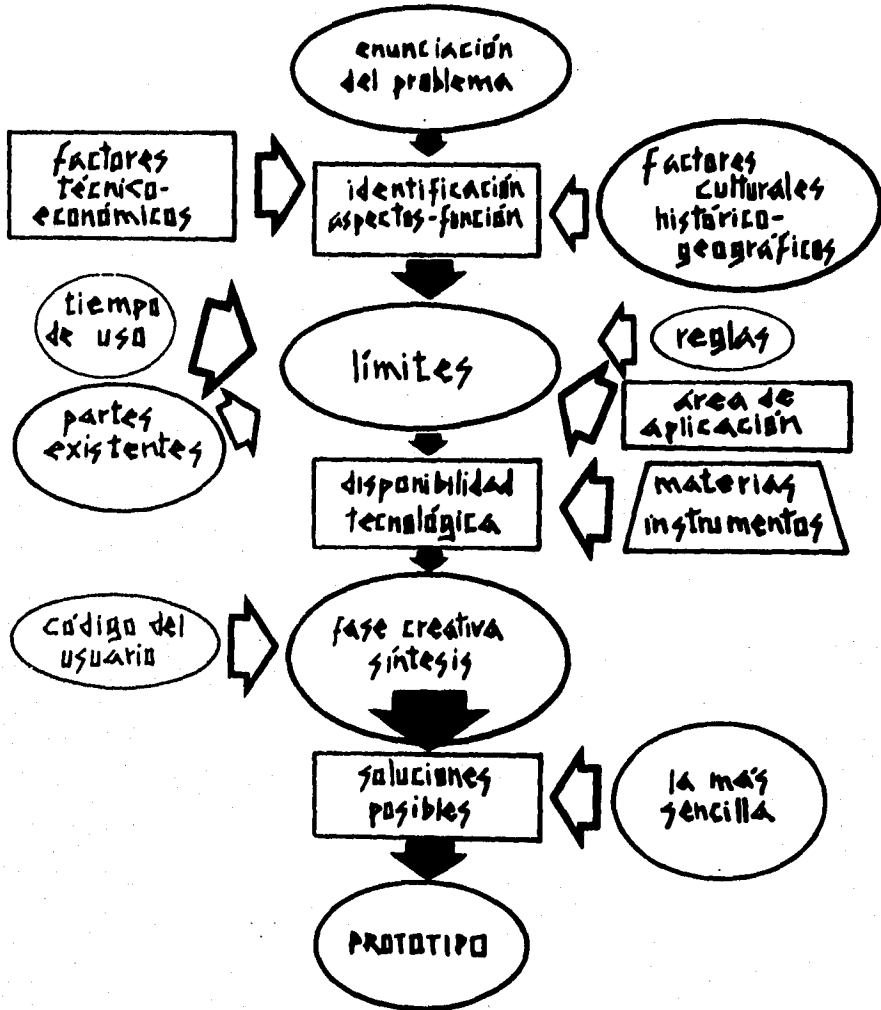 enunciación
del problema
factores
técnico-
económicos
identificación
aspectos-función
factores
culturales
histórico-
geográficos
tiempo
de uso
límites
reglas
partes
existentes
área de
aplicación
disponibilidad
tecnológica
materias
instrumentos
código del
usuario
fase creativa
síntesis
soluciones
posibles
la más
sencilla
PROTOTIPO